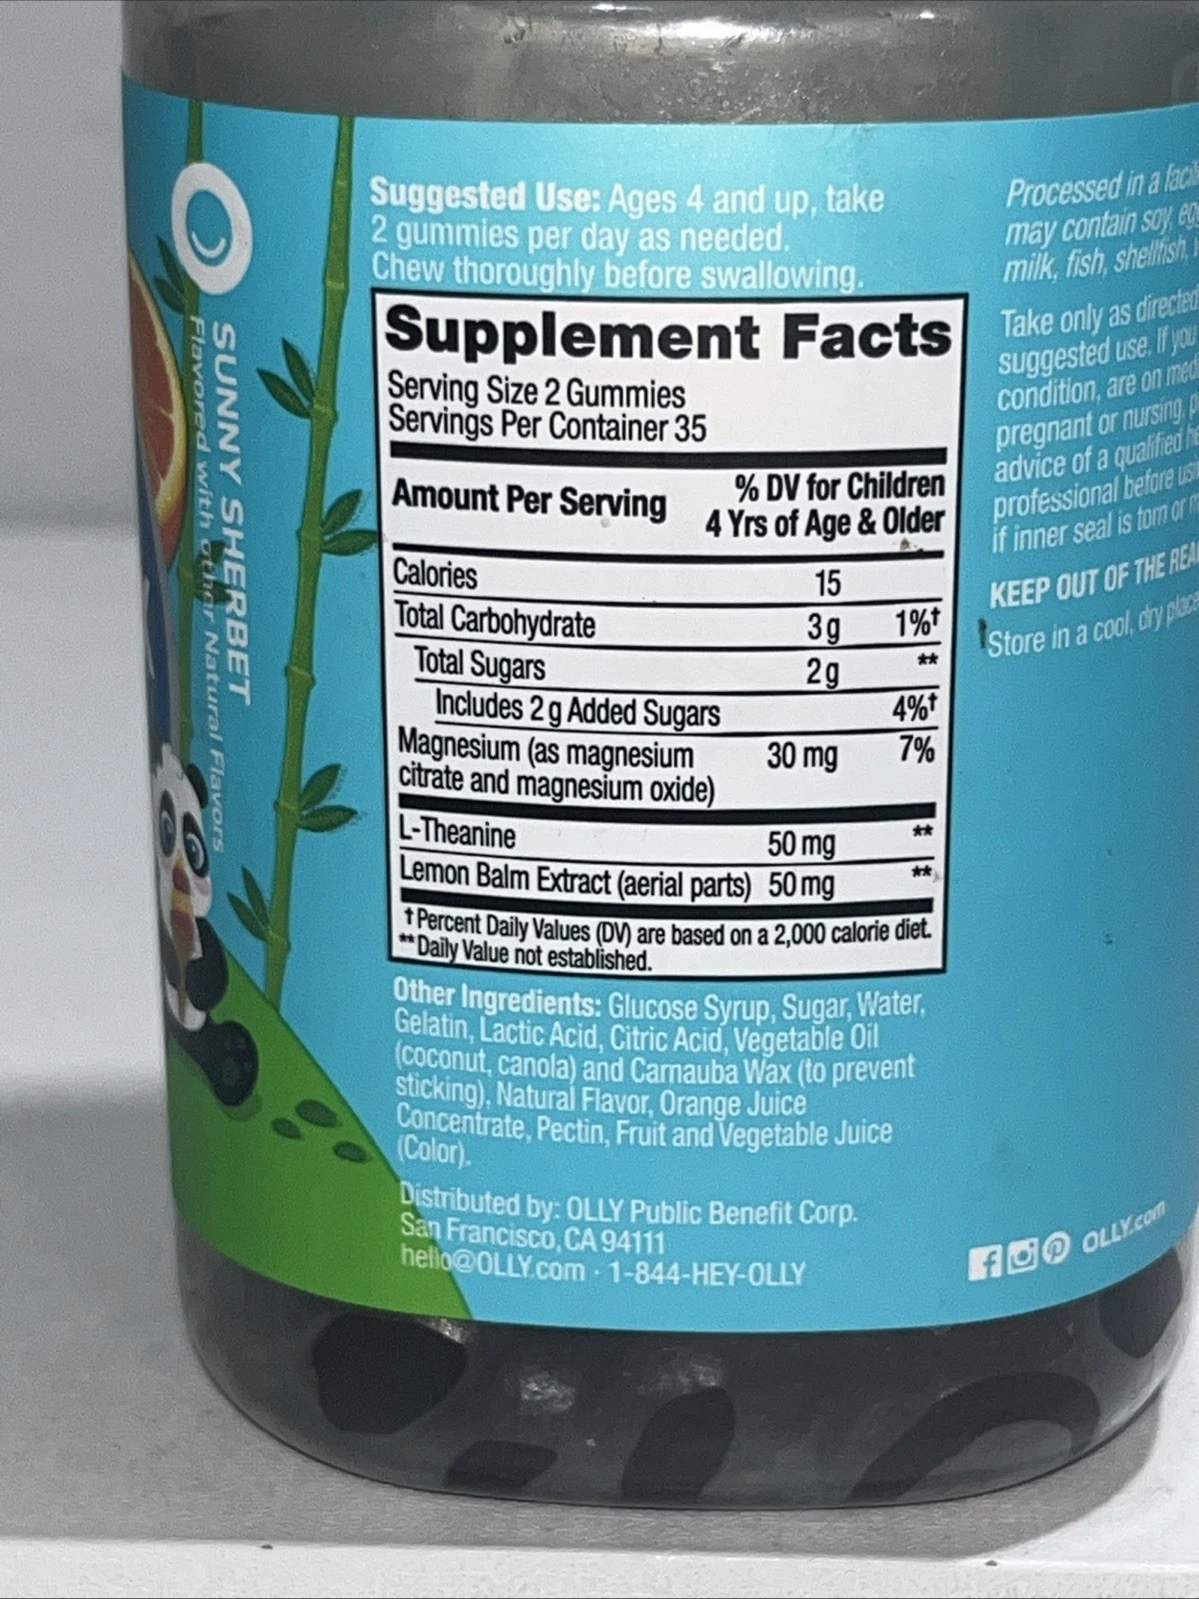 SUNNY SHERBET
Flavored with other Natural Flavors
Suggested Use: Ages 4 and up, take
2 gummies per day as needed.
Chew thoroughly before swallowing.
Supplement Facts
Serving Size 2 Gummies
Servings Per Container 35
Amount Per Serving % DV for Children
4 Yrs of Age & Older
Calories 15
Total Carbohydrate 3 g 1%†
Total Sugars 2 g **
Includes 2 g Added Sugars 4%†
Magnesium (as magnesium 30 mg 7%
citrate and magnesium oxide)
L-Theanine 50 mg **
Lemon Balm Extract (aerial parts) 50 mg **
† Percent Daily Values (DV) are based on a 2,000 calorie diet.
** Daily Value not established.
Other Ingredients: Glucose Syrup, Sugar, Water,
Gelatin, Lactic Acid, Citric Acid, Vegetable Oil
(coconut, canola) and Carnauba Wax (to prevent
sticking), Natural Flavor, Orange Juice
Concentrate, Pectin, Fruit and Vegetable Juice
(Color).
Distributed by: OLLY Public Benefit Corp.
San Francisco, CA 94111
hello@OLLY.com · 1-844-HEY-OLLY
Processed in a
may contain soy,
milk, fish, shellfish,
Take only as directed
suggested use. If you
condition, are on
pregnant or nursing,
advice of a qualified
professional before
if inner seal is torn or
KEEP OUT OF THE
Store in a cool, dry place
OLLY.com